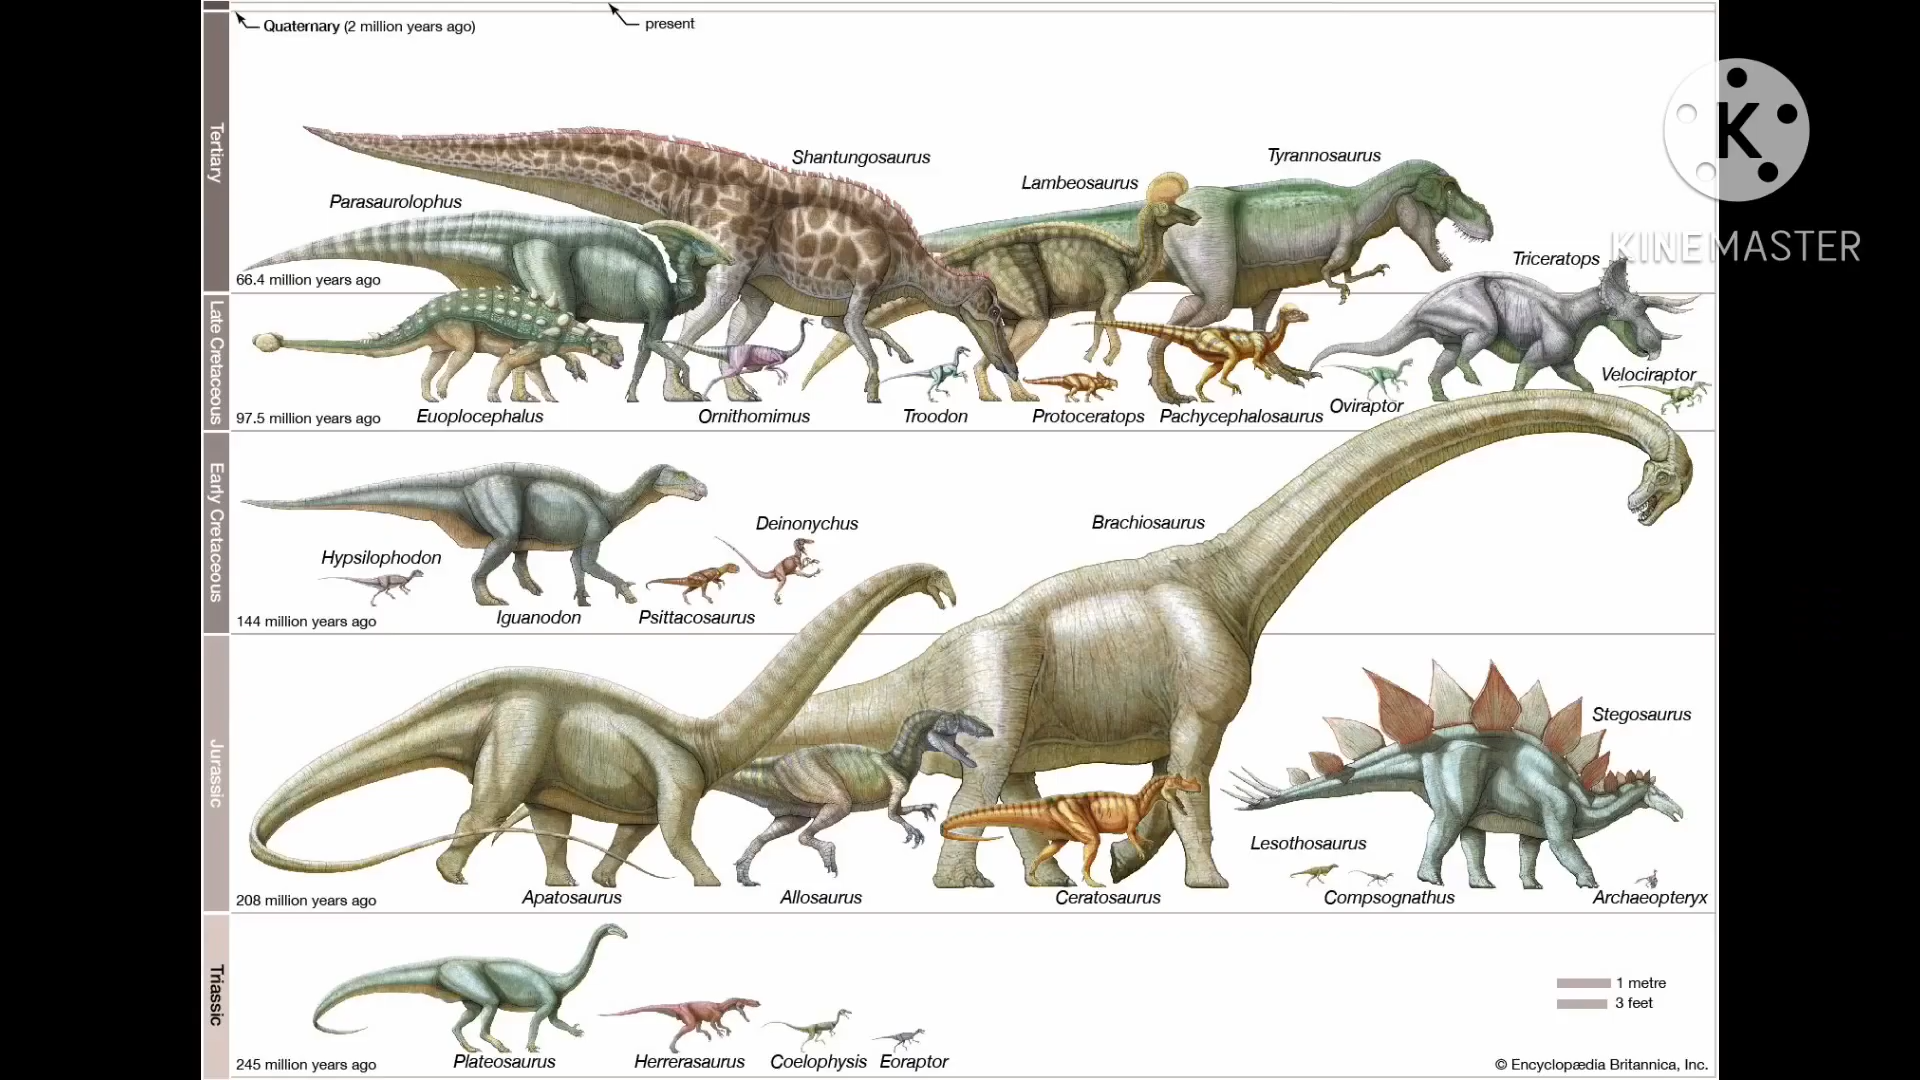 Quaternary (2 million years ago)
present
Tertiary
Shantungosaurus
Tyrannosaurus
Lambeosaurus
Parasaurolophus
Triceratops
66.4 million years ago
K
KINEMASTER
Late Cretaceous
Velociraptor
Euoplocephalus
Ornithomimus
Troodon
Protoceratops
Pachycephalosaurus
Oviraptor
97.5 million years ago
Early Cretaceous
Deinonychus
Brachiosaurus
Hypsilophodon
Iguanodon
Psittacosaurus
144 million years ago
Jurassic
Stegosaurus
Lesothosaurus
Apatosaurus
Allosaurus
Ceratosaurus
Compsognathus
Archaeopteryx
208 million years ago
Triassic
1 metre
3 feet
Plateosaurus
Herrerasaurus
Coelophysis
Eoraptor
245 million years ago
© Encyclopædia Britannica, Inc.